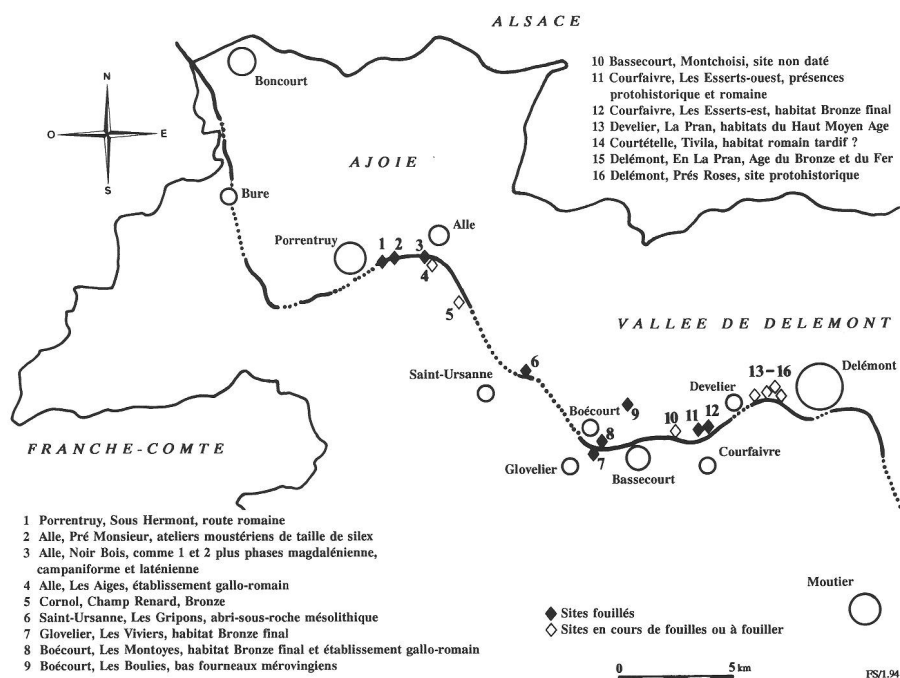 ALSACE
Boncourt
10 Bassecourt, Montchoisi, site non daté
11 Courfaivre, Les Esserts-ouest, présences
protohistorique et romaine
12 Courfaivre, Les Esserts-est, habitat Bronze final
13 Develier, La Pran, habitats du Haut Moyen Age
14 Courtételle, Tivila, habitat romain tardif ?
15 Delémont, En La Pran, Age du Bronze et du Fer
16 Delémont, Prés Roses, site protohistorique
N
O E
S
AJOIE
Bure
Alle
Porrentruy
1 2 3
4
5
VALLEE DE DELEMONT
6
Saint-Ursanne
13-16
Delémont
Develier
Boécourt
9
10 11 12
8
7
Glovelier
Bassecourt
Courfaivre
FRANCHE-COMTE
1 Porrentruy, Sous Hermont, route romaine
2 Alle, Pré Monsieur, ateliers moustériens de taille de silex
3 Alle, Noir Bois, comme 1 et 2 plus phases magdalénienne,
campaniforme et laténienne
4 Alle, Les Aiges, établissement gallo-romain
5 Cornol, Champ Renard, Bronze
6 Saint-Ursanne, Les Gripons, abri-sous-roche mésolithique
7 Glovelier, Les Viviers, habitat Bronze final
8 Boécourt, Les Montoyes, habitat Bronze final et établissement gallo-romain
9 Boécourt, Les Boulies, bas fourneaux mérovingiens
Moutier
Sites fouillés
Sites en cours de fouilles ou à fouiller
0 5 km
FS/1.94